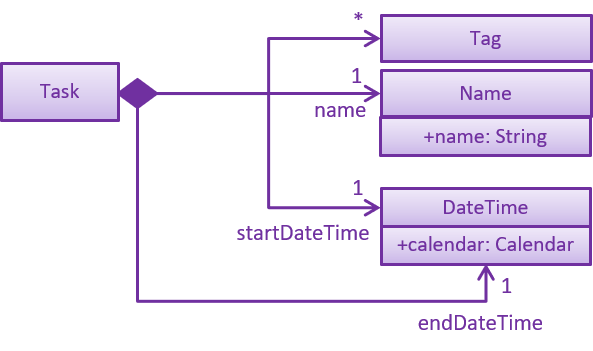 *
Tag
Task
1
Name
name
+name: String
1
DateTime
startDateTime
+calendar: Calendar
1
endDateTime